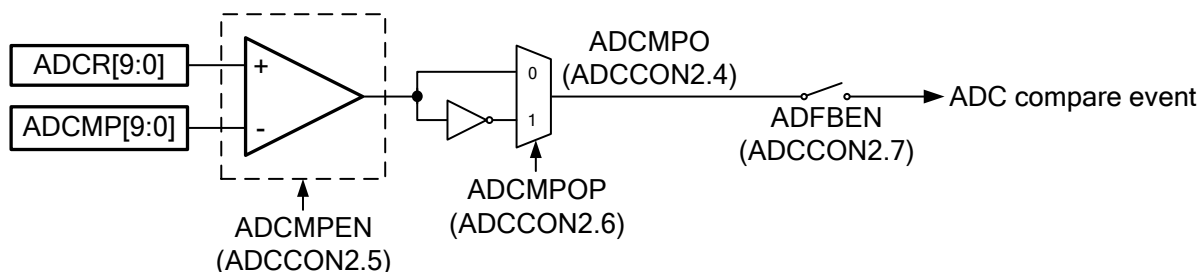 ADCR[9:0]
ADCMP[9:0]
+
-
ADCMPEN
(ADCCON2.5)
0
1
ADCMPOP
(ADCCON2.6)
ADCMPO
(ADCCON2.4)
ADFBEN
(ADCCON2.7)
ADC compare event